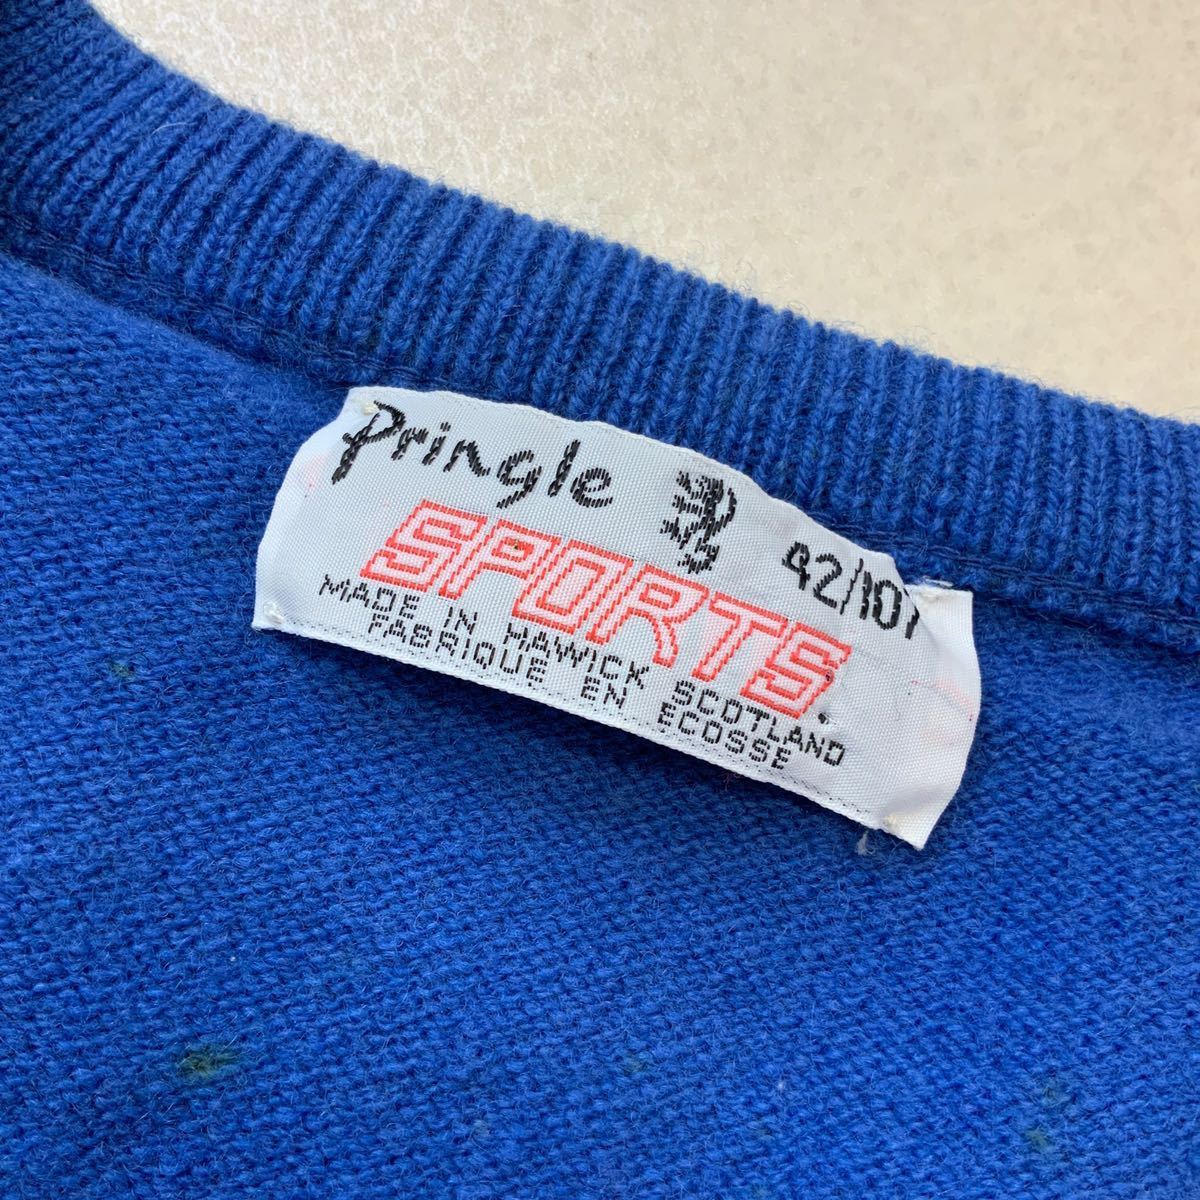 Pringle 42/107
SPORTS.
MADE IN HAWICK SCOTLAND
FABRIQUE EN ECOSSE